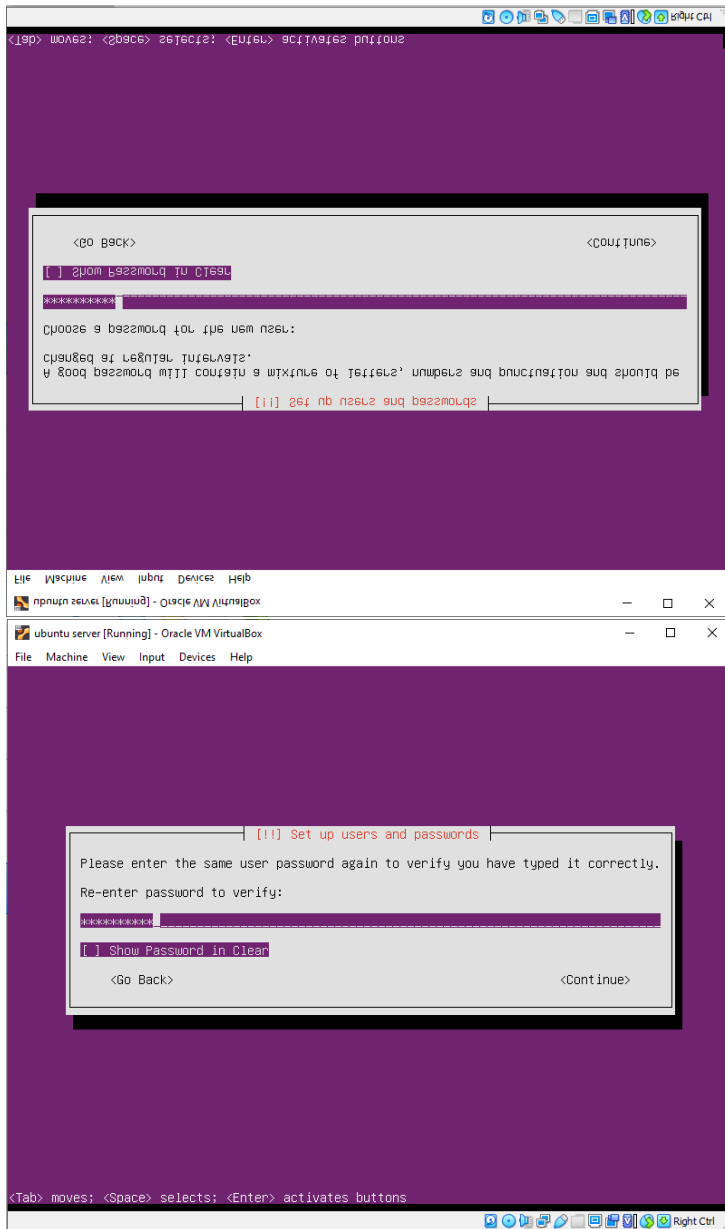 Right Ctrl
<Tab> moves; <Space> selects; <Enter> activates buttons
<Go Back> <Continue>
[ ] Show Password in Clear
**********
Choose a password for the new user:
changed at regular intervals.
A good password will contain a mixture of letters, numbers and punctuation and should be
[!!] Set up users and passwords
File Machine View Input Devices Help
ubuntu server [Running] - Oracle VM VirtualBox
ubuntu server [Running] - Oracle VM VirtualBox
File Machine View Input Devices Help
[!!] Set up users and passwords
Please enter the same user password again to verify you have typed it correctly.
Re-enter password to verify:
**********
[ ] Show Password in Clear
<Go Back> <Continue>
<Tab> moves; <Space> selects; <Enter> activates buttons
Right Ctrl